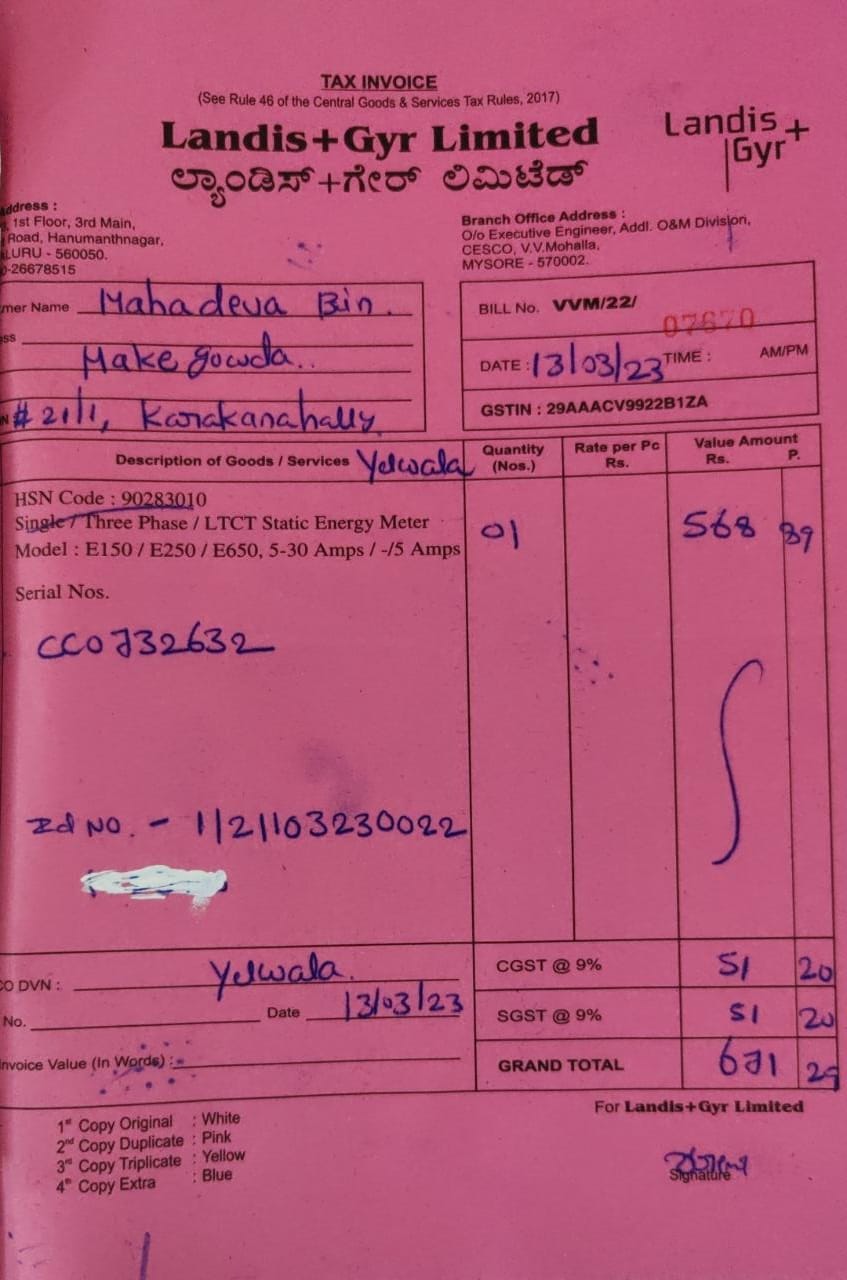 TAX INVOICE
(See Rule 46 of the Central Goods & Services Tax Rules, 2017)
Landis+Gyr Limited
ಲ್ಯಾಂಡಿಸ್+ಗೇರ್ ಲಿಮಿಟೆಡ್
Landis+
Gyr
ddress :
1st Floor, 3rd Main,
Road, Hanumanthnagar,
LURU - 560050.
-26678515
Branch Office Address :
O/o Executive Engineer, Addl. O&M Division,
CESCO, V.V.Mohalla,
MYSORE - 570002.
mer Name Mahadeva Bin.
ss
Make gowda..
N # 21/1, Karakanahally
BILL No. VVM/22/ 07670
DATE : 13/03/23 TIME : AM/PM
GSTIN : 29AAACV9922B1ZA
Description of Goods / Services Yelwala
Quantity (Nos.)
Rate per Pc Rs.
Value Amount Rs. P.
HSN Code : 90283010
Single / Three Phase / LTCT Static Energy Meter
Model : E150 / E250 / E650, 5-30 Amps / -/5 Amps
01 568 89
Serial Nos.
CC0732632
Id NO. - 1121103230022
O DVN : Yelwala.
No. Date 13/03/23
nvoice Value (In Words) :
CGST @ 9% 51 20
SGST @ 9% 51 20
GRAND TOTAL 671 29
1st Copy Original : White
2nd Copy Duplicate : Pink
3rd Copy Triplicate : Yellow
4th Copy Extra : Blue
For Landis+Gyr Limited
Signature